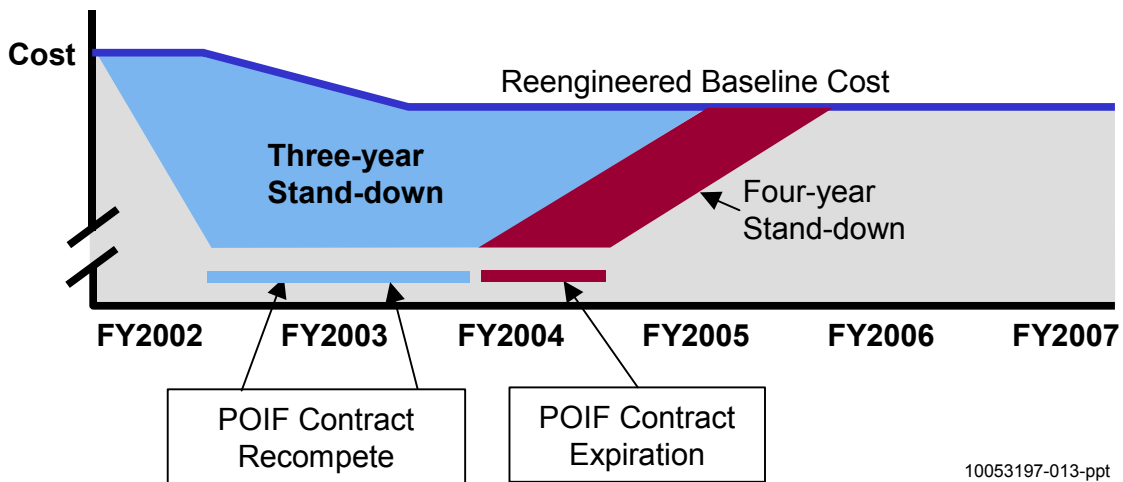 Cost
Reengineered Baseline Cost
Three-year
Stand-down
Four-year
Stand-down
FY2002 FY2003 FY2004 FY2005 FY2006 FY2007
POIF Contract
Recompete
POIF Contract
Expiration
10053197-013-ppt